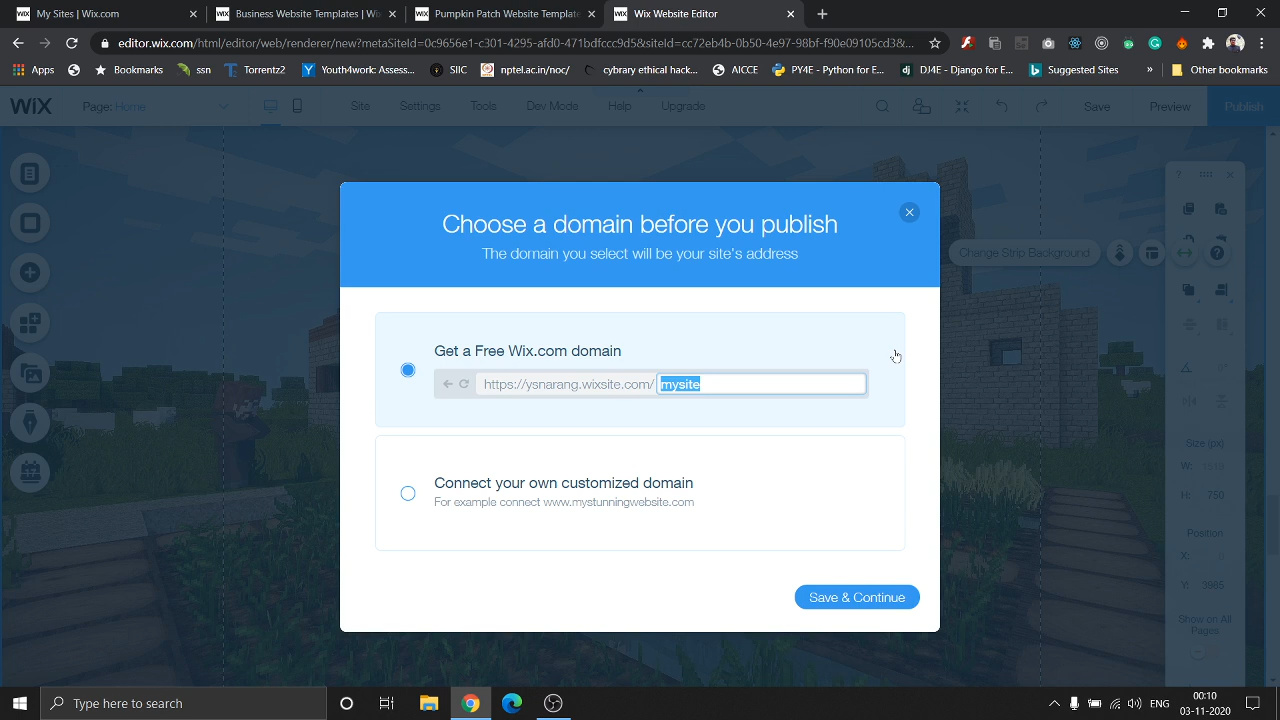 My Sites | Wix.com
Business Website Templates | W
Pumpkin Patch Website Template
Wix Website Editor
editor.wix.com/html/editor/web/renderer/new?metaSiteId=0c9656e1-c301-4295-afd0-471bdfccc9d5&siteId=cc72eb4b-0b50-4e97-98bf-f90e09105cd3&...
Apps
Bookmarks
ssn
Torrentz2
Youth4work: Assess...
SIIC
nptel.ac.in/noc/
cybrary ethical hack...
AICCE
PY4E - Python for E...
DJ4E - Django for E...
Suggested Sites
»
Other bookmarks
WiX
Page: Home
Site
Settings
Tools
Dev Mode
Help
Upgrade
Save
Preview
Publish
Choose a domain before you publish
The domain you select will be your site's address
Change Strip Background
Get a Free Wix.com domain
https://ysnarang.wixsite.com/ mysite
Connect your own customized domain
For example connect www.mystunningwebsite.com
Save & Continue
Size (px)
W: 1519
H: 750
Position
X: 0
Y: 3985
Show on All
Pages
Type here to search
ENG
00:10
03-11-2020